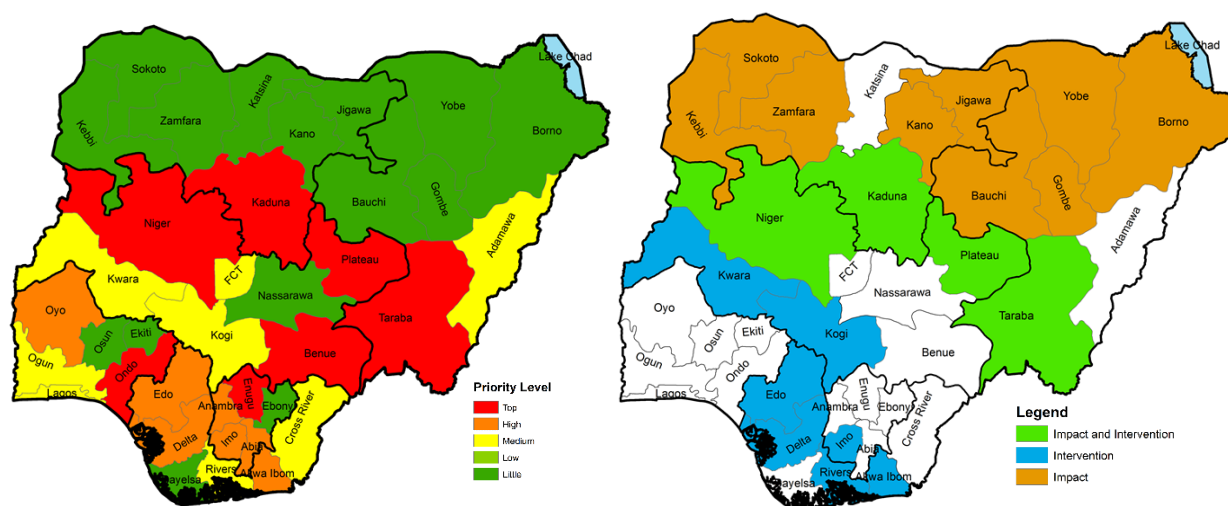 Lake Chad
Sokoto
Katsina
Yobe
Jigawa
Zamfara
Kano
Borno
Kebbi
Gombe
Bauchi
Kaduna
Niger
Adamawa
Plateau
FCT
Kwara
Nassarawa
Oyo
Taraba
Kogi
Osun
Ekiti
Benue
Ogun
Ondo
Lagos
Edo
Enugu
Anambra
Ebony
Cross River
Delta
Imo
Abia
Rivers
Akwa Ibom
ayelsa
Priority Level
Top
High
Medium
Low
Little
Lake Chad
Sokoto
Katsina
Yobe
Jigawa
Zamfara
Kano
Borno
Kebbi
Gombe
Bauchi
Kaduna
Niger
Adamawa
Plateau
FCT
Kwara
Nassarawa
Oyo
Taraba
Kogi
Osun
Ekiti
Benue
Ogun
Ondo
Lagos
Edo
Enugu
Anambra
Ebony
Cross River
Delta
Imo
Abia
Rivers
Akwa Ibom
ayelsa
Legend
Impact and Intervention
Intervention
Impact